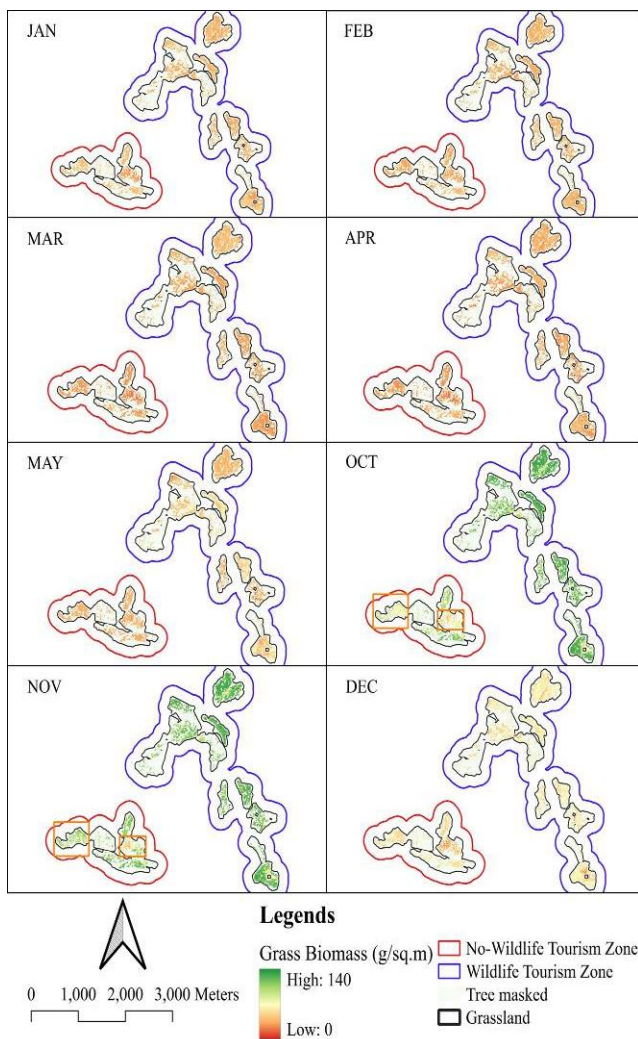 JAN
FEB
MAR
APR
MAY
OCT
NOV
DEC
Legends
Grass Biomass (g/sq.m)
High: 140
Low: 0
No-Wildlife Tourism Zone
Wildlife Tourism Zone
Tree masked
Grassland
0 1,000 2,000 3,000 Meters